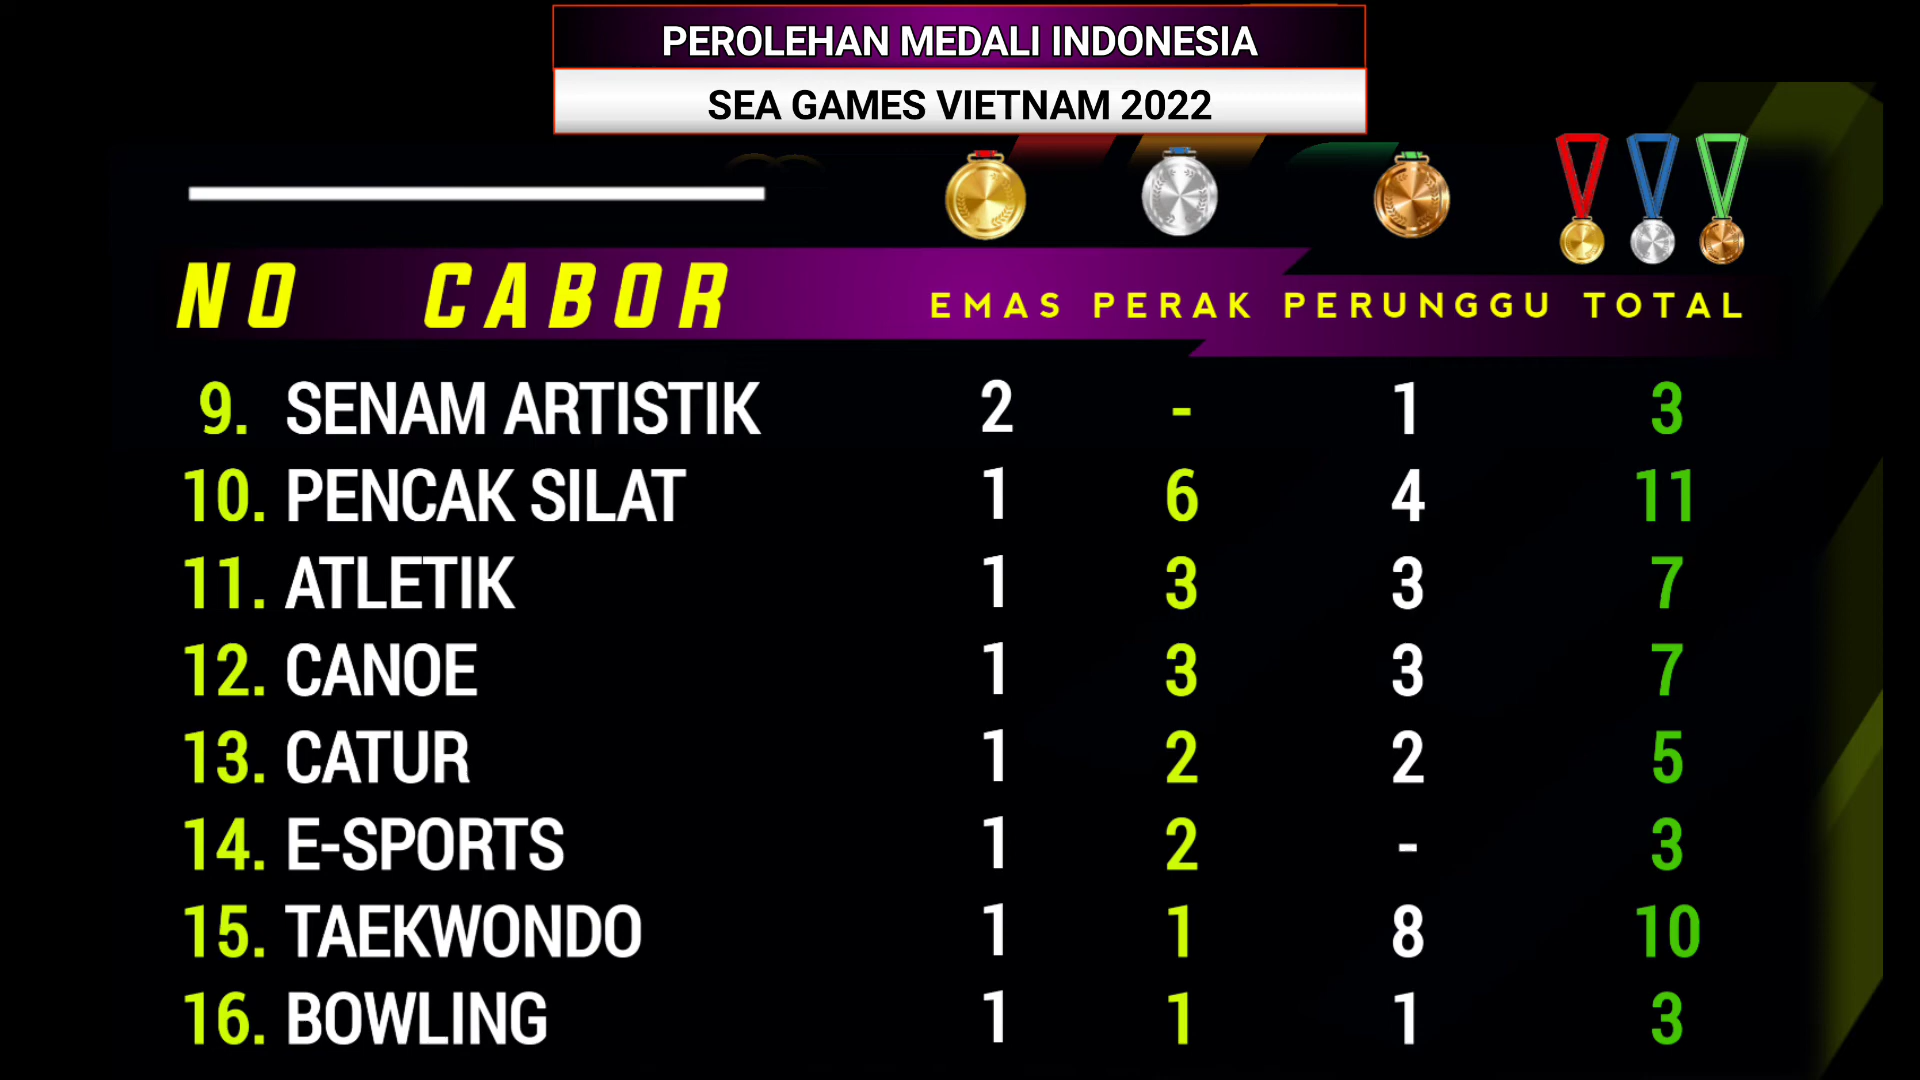 PEROLEHAN MEDALI INDONESIA
SEA GAMES VIETNAM 2022
NO CABOR EMAS PERAK PERUNGGU TOTAL
9. SENAM ARTISTIK 2 - 1 3
10. PENCAK SILAT 1 6 4 11
11. ATLETIK 1 3 3 7
12. CANOE 1 3 3 7
13. CATUR 1 2 2 5
14. E-SPORTS 1 2 - 3
15. TAEKWONDO 1 1 8 10
16. BOWLING 1 1 1 3